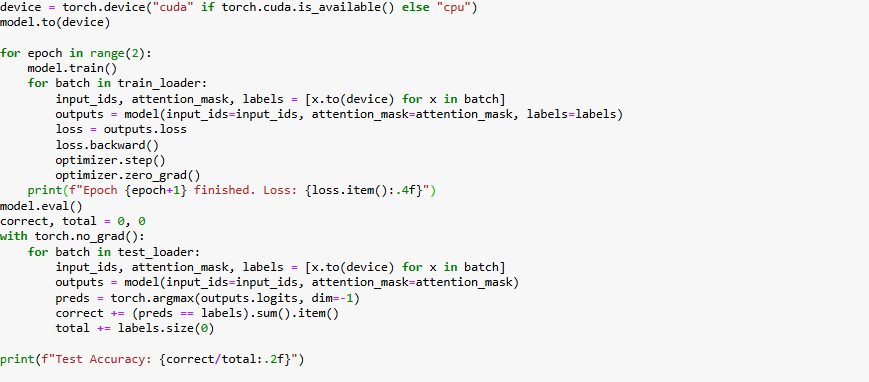 device = torch.device("cuda" if torch.cuda.is_available() else "cpu")
model.to(device)

for epoch in range(2):
    model.train()
    for batch in train_loader:
        input_ids, attention_mask, labels = [x.to(device) for x in batch]
        outputs = model(input_ids=input_ids, attention_mask=attention_mask, labels=labels)
        loss = outputs.loss
        loss.backward()
        optimizer.step()
        optimizer.zero_grad()
    print(f"Epoch {epoch+1} finished. Loss: {loss.item():.4f}")
model.eval()
correct, total = 0, 0
with torch.no_grad():
    for batch in test_loader:
        input_ids, attention_mask, labels = [x.to(device) for x in batch]
        outputs = model(input_ids=input_ids, attention_mask=attention_mask)
        preds = torch.argmax(outputs.logits, dim=-1)
        correct += (preds == labels).sum().item()
        total += labels.size(0)

print(f"Test Accuracy: {correct/total:.2f}")